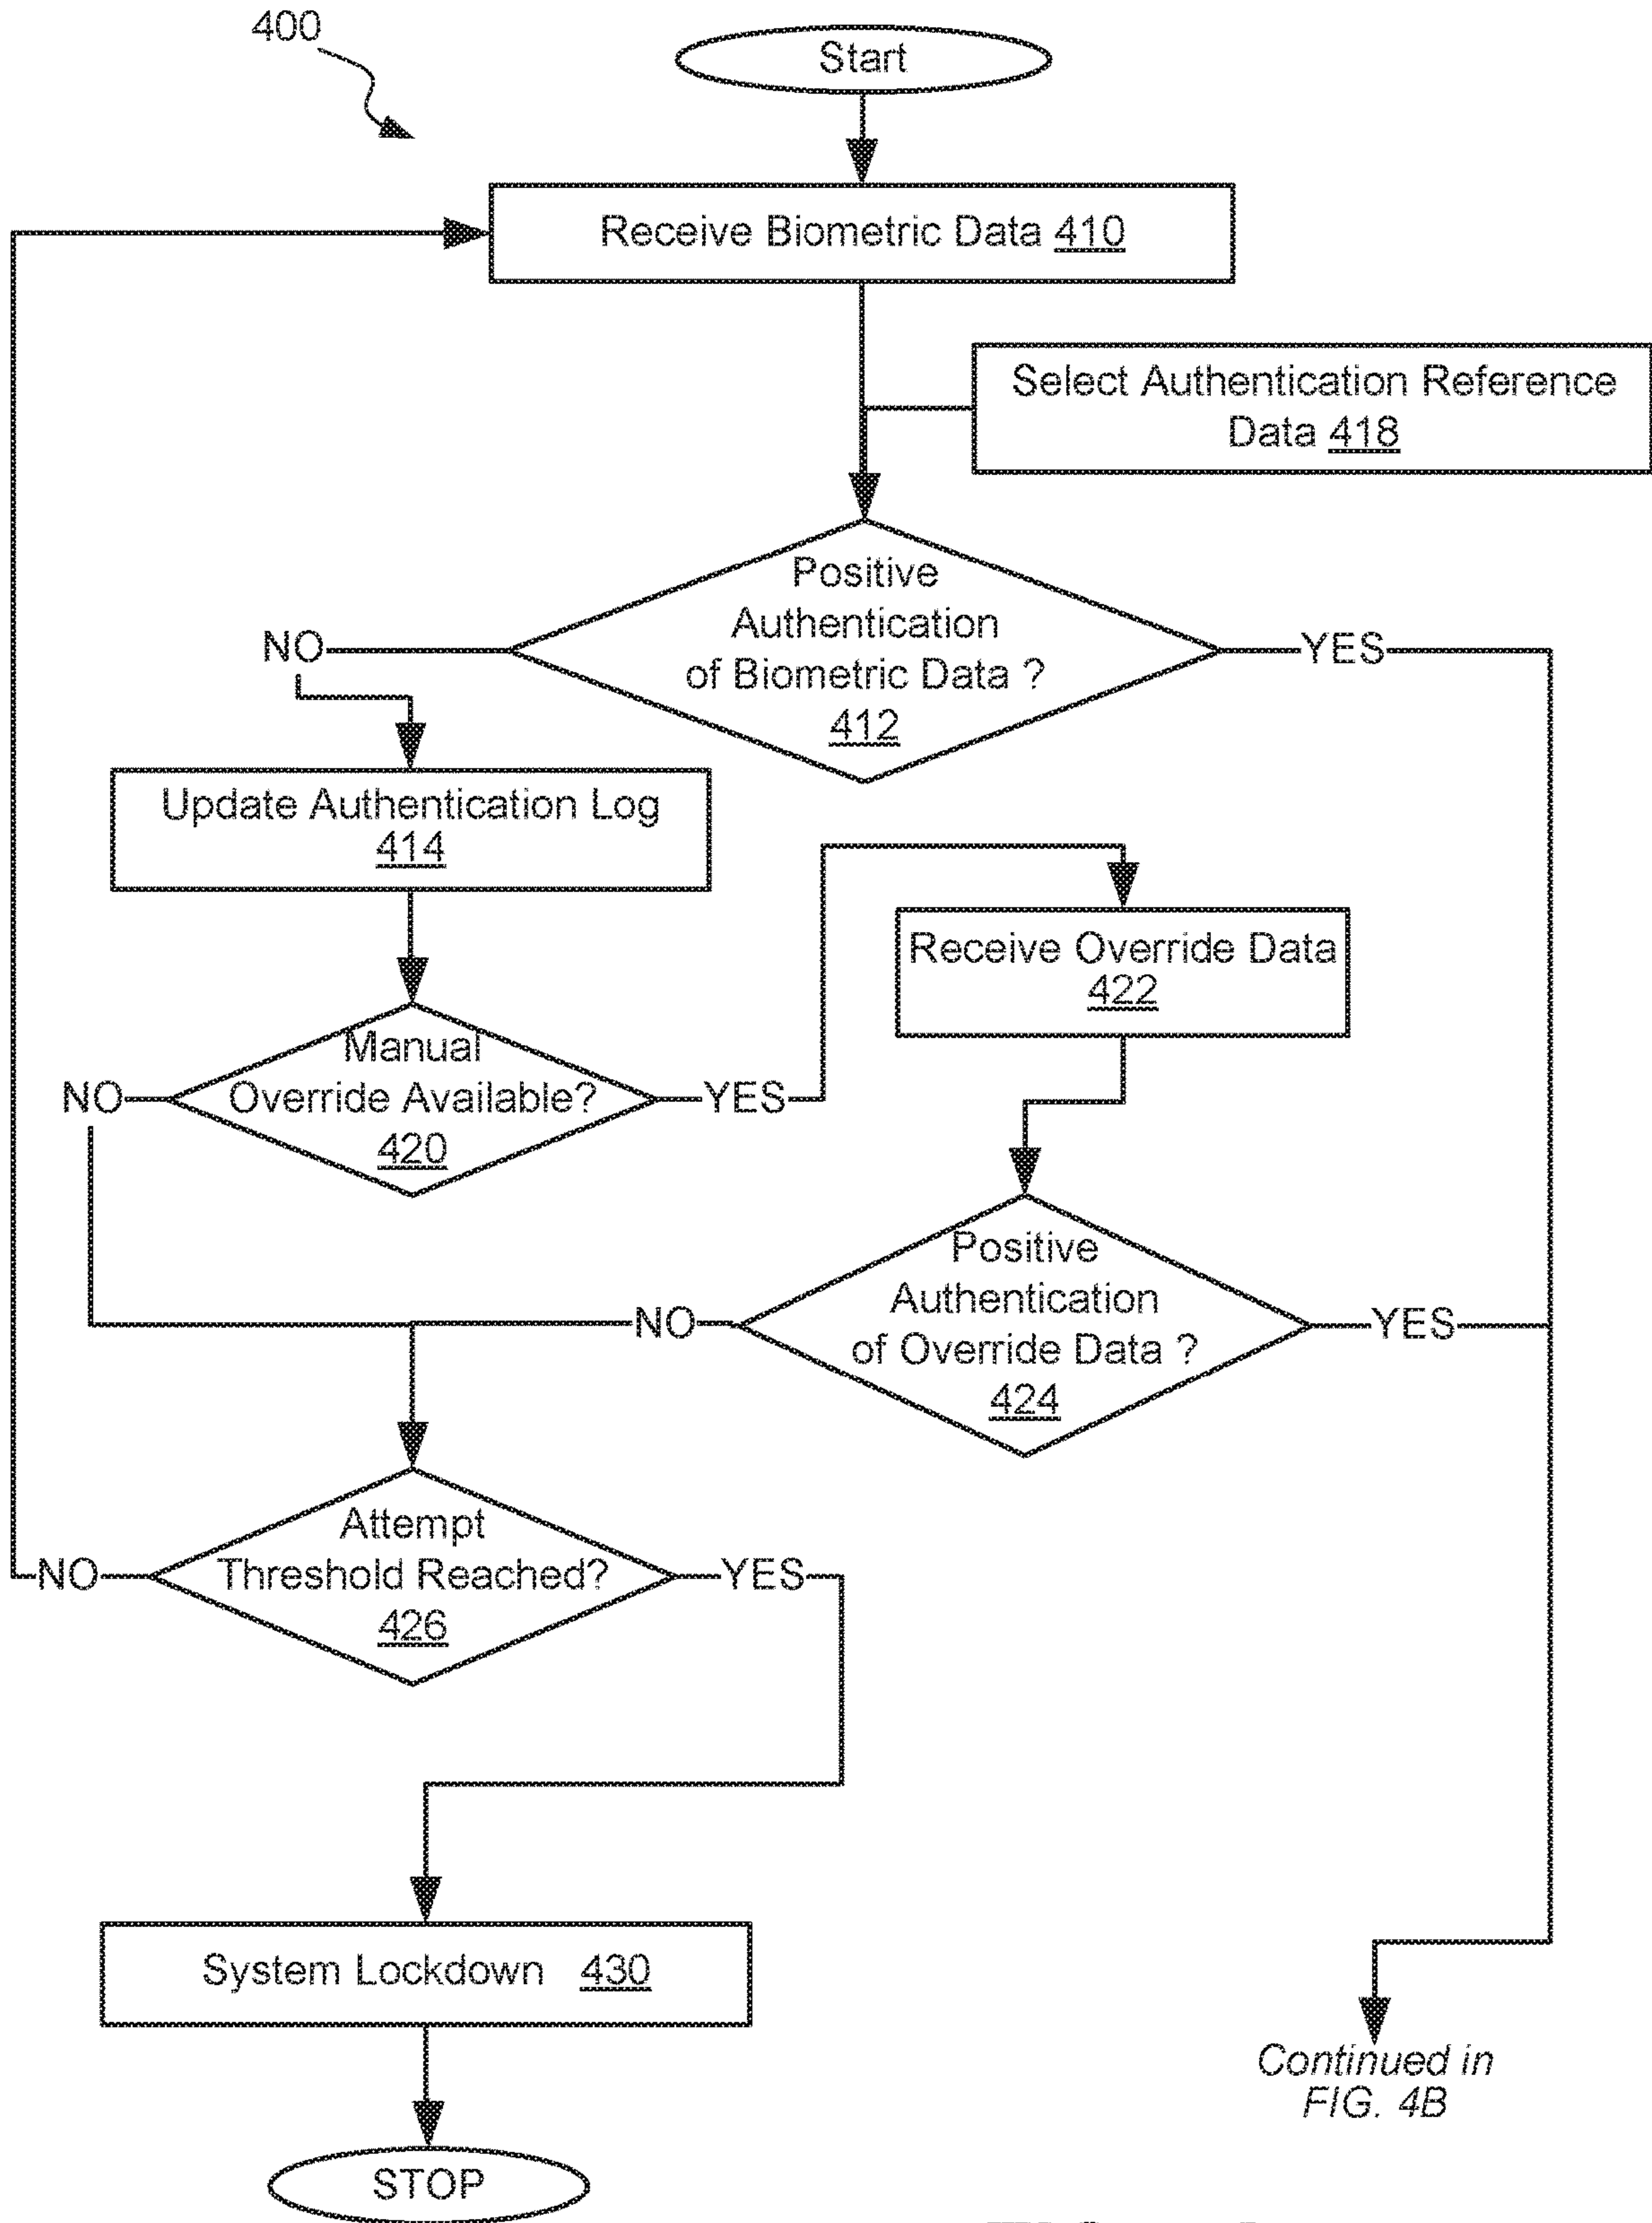 400
Start
Receive Biometric Data 410
Select Authentication Reference
Data 418
Positive
Authentication
of Biometric Data ?
412
NO
YES
Update Authentication Log
414
Receive Override Data
422
Manual
Override Available?
420
NO
YES
Positive
Authentication
of Override Data ?
424
NO
YES
Attempt
Threshold Reached?
426
NO
YES
System Lockdown 430
Continued in
FIG. 4B
STOP